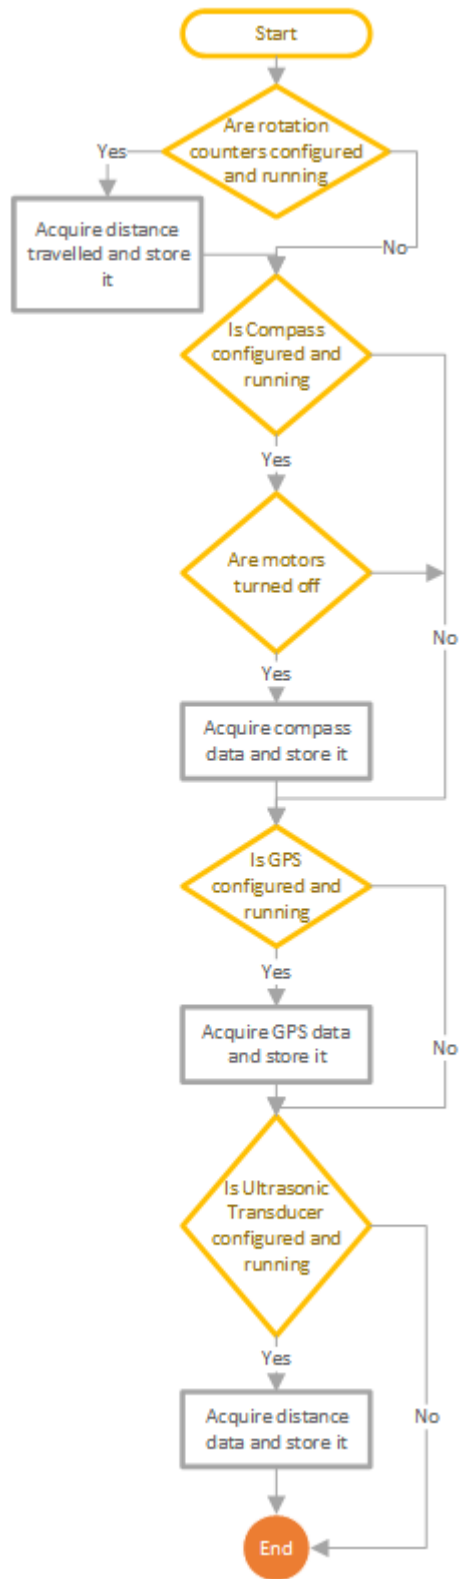 Start
Are rotation
counters configured
and running
Yes
Acquire distance
travelled and store
it
No
Is Compass
configured and
running
Yes
Are motors
turned off
No
Yes
Acquire compass
data and store it
Is GPS
configured and
running
Yes
Acquire GPS data
and store it
No
Is Ultrasonic
Transducer
configured and
running
Yes
Acquire distance
data and store it
No
End